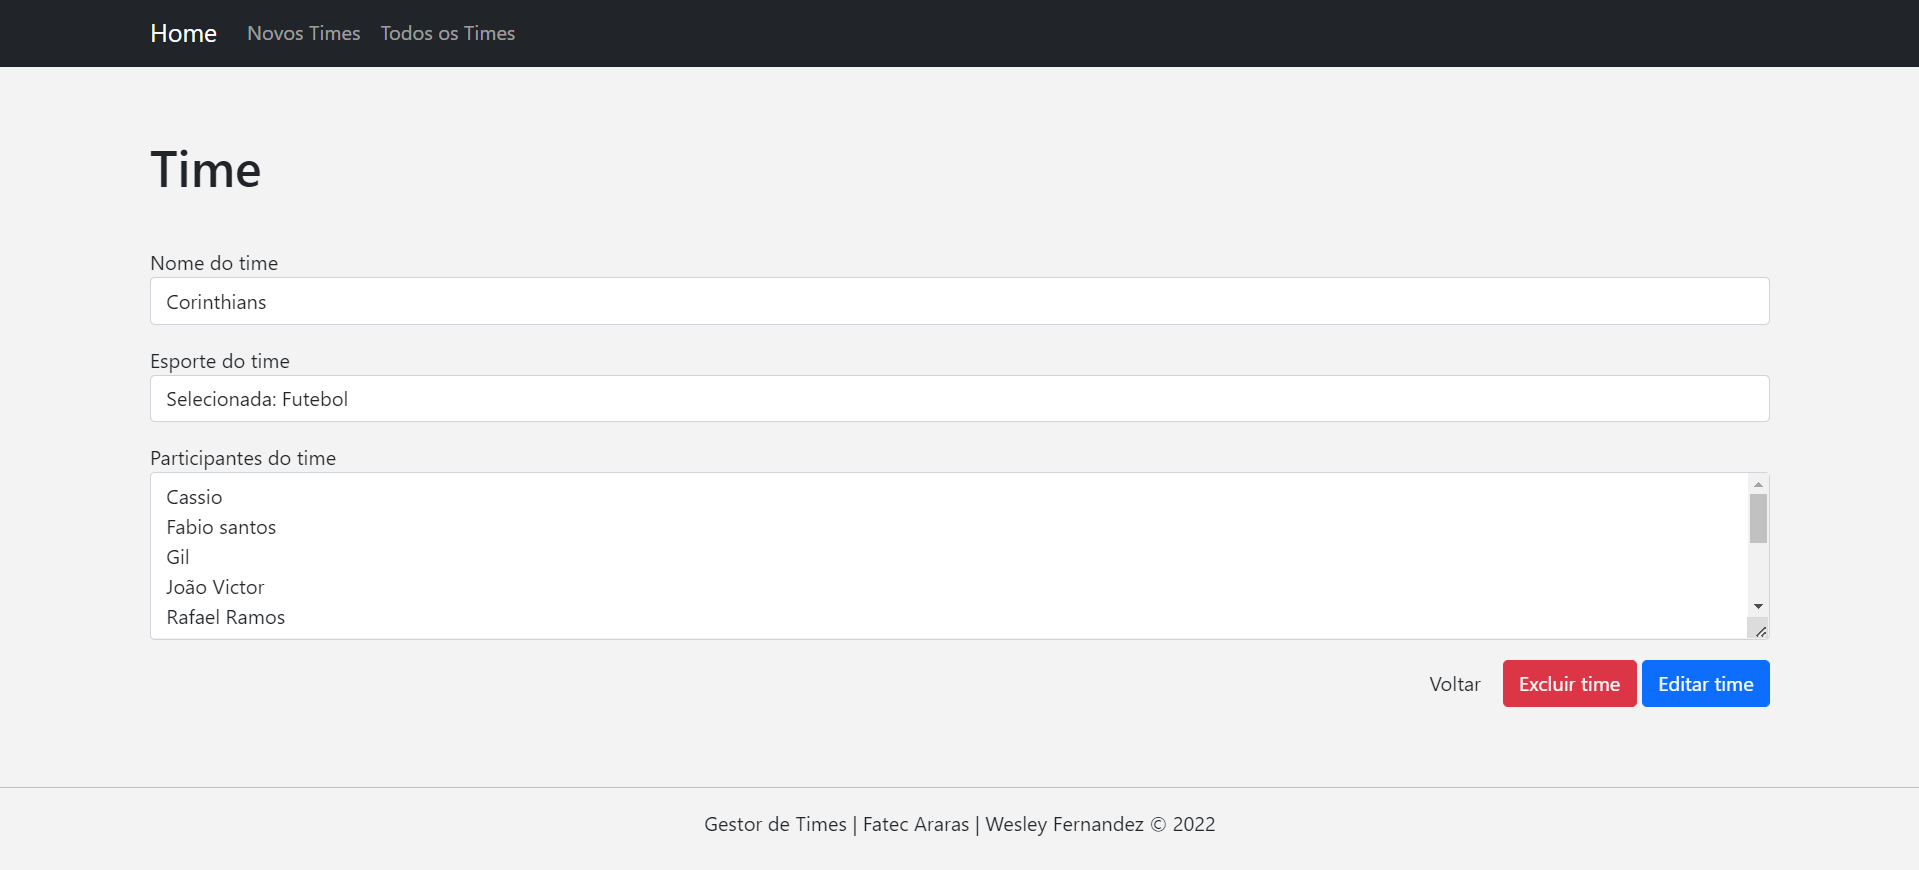 Home Novos Times Todos os Times
Time
Nome do time
Corinthians
Esporte do time
Selecionada: Futebol
Participantes do time
Cassio
Fabio santos
Gil
João Victor
Rafael Ramos
Voltar Excluir time Editar time
Gestor de Times | Fatec Araras | Wesley Fernandez © 2022